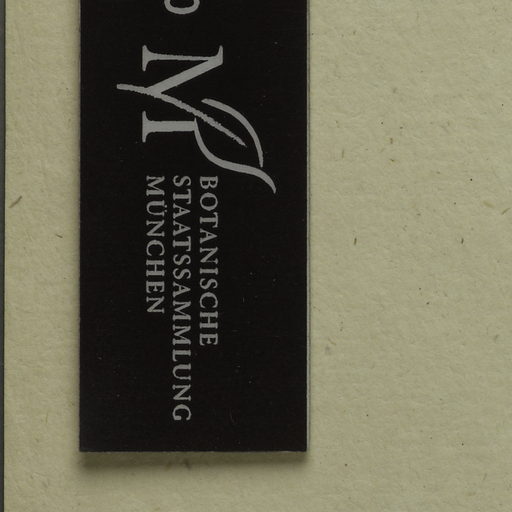 M
BOTANISCHE
STAATSSAMMLUNG
MÜNCHEN